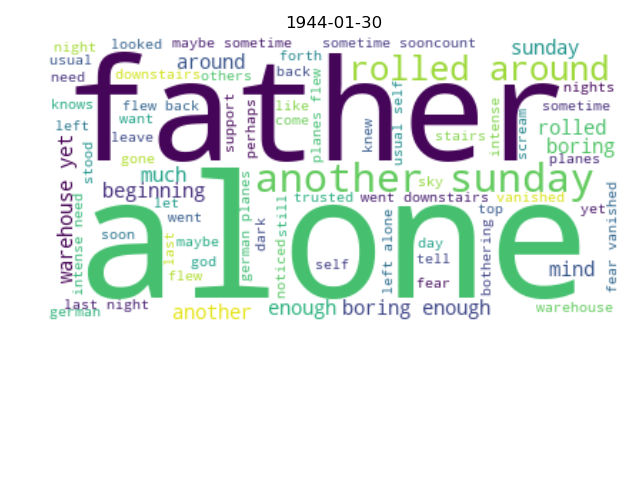 1944-01-30
night looked maybe sometime sometime sooncount sunday
usual around forth
need downstairs others back rolled around
father
knows flew back support perhaps like planes flew knew usual self intense scream nights
left want come stairs sometime
leave rolled
warehouse yet stood gone boring
planes
much another sunday
beginning sky
intense need let went german planes dark still trusted went downstairs vanished
alone
top yet
soon last maybe noticed left alone day bothering fear vanished
god self tell mind
flew fear
last night enough boring enough warehouse
german another